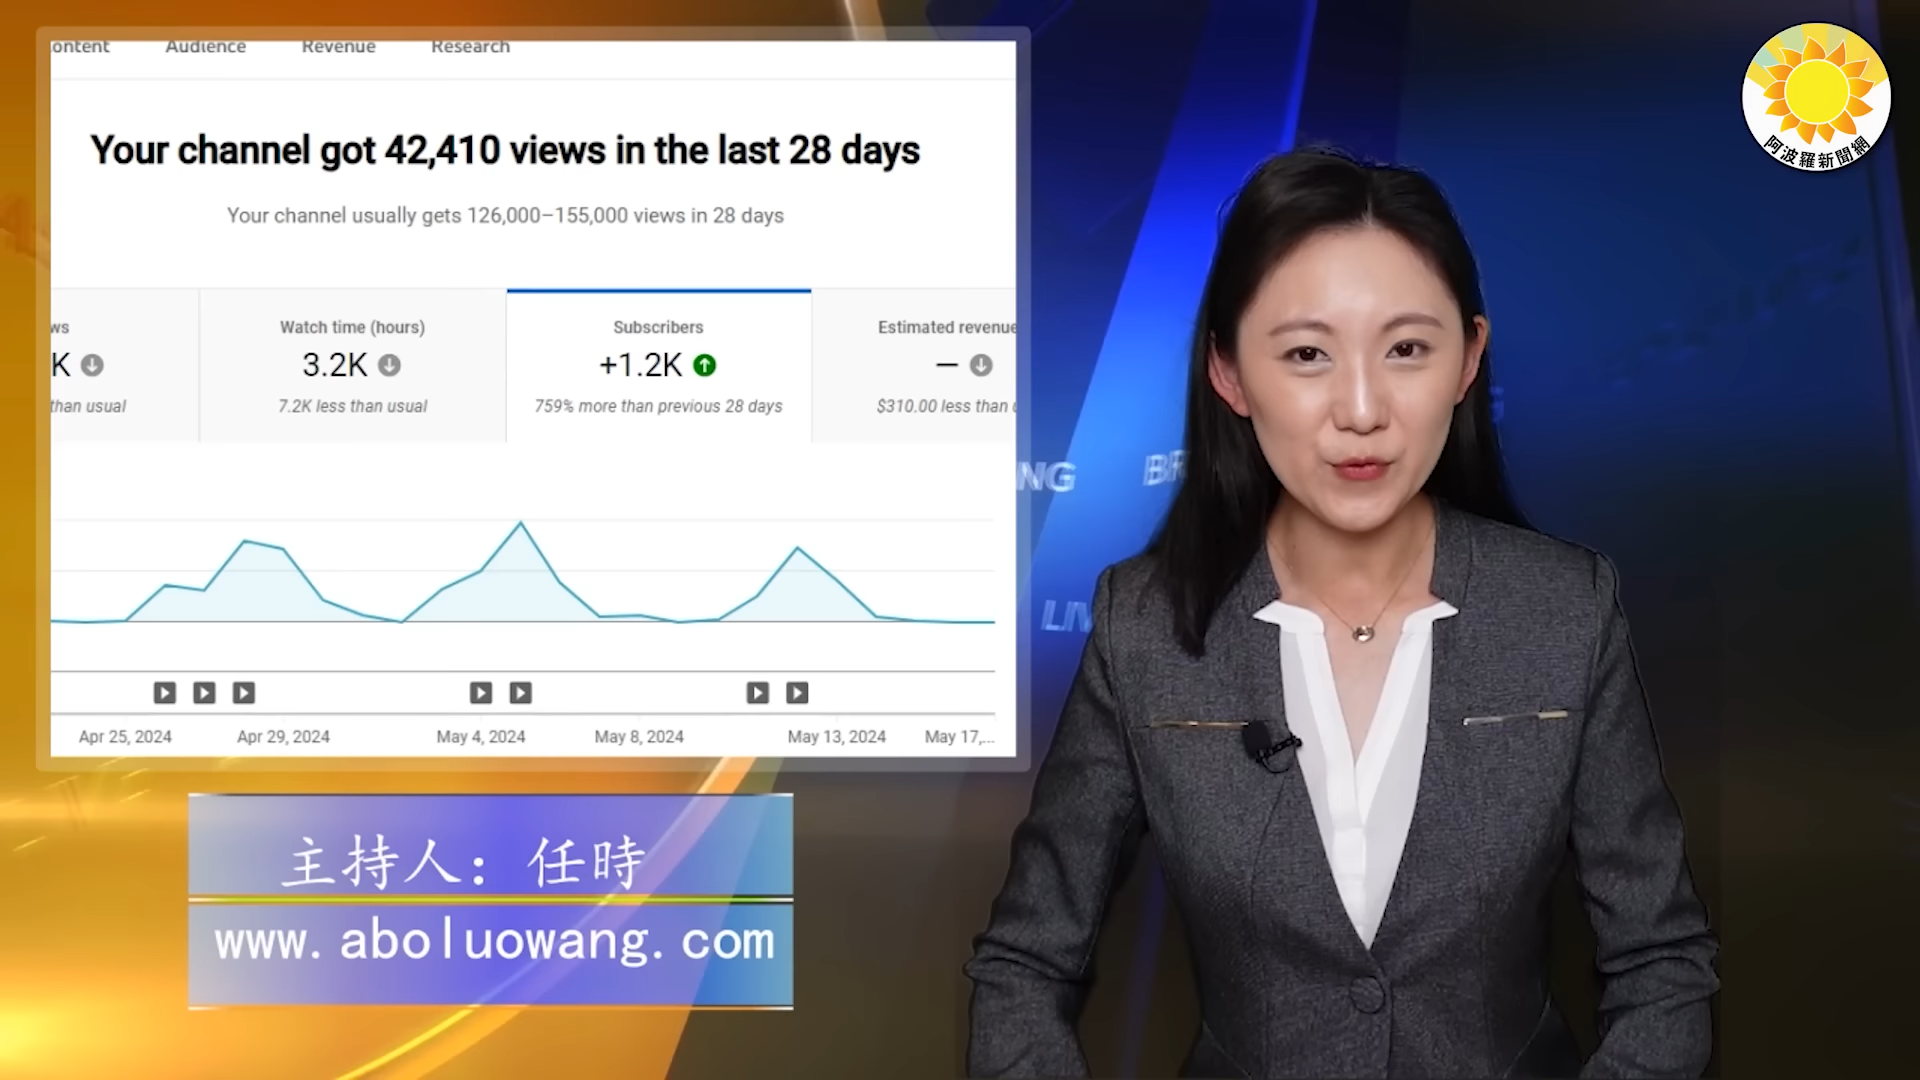 ontent Audience Revenue Research
Your channel got 42,410 views in the last 28 days
Your channel usually gets 126,000–155,000 views in 28 days
ws Watch time (hours) Subscribers Estimated revenue
K 3.2K +1.2K —
than usual 7.2K less than usual 759% more than previous 28 days $310.00 less than
Apr 25, 2024 Apr 29, 2024 May 4, 2024 May 8, 2024 May 13, 2024 May 17,...
阿波羅新聞網
NG BR
LIV
主持人：任時
www.aboluowang.com